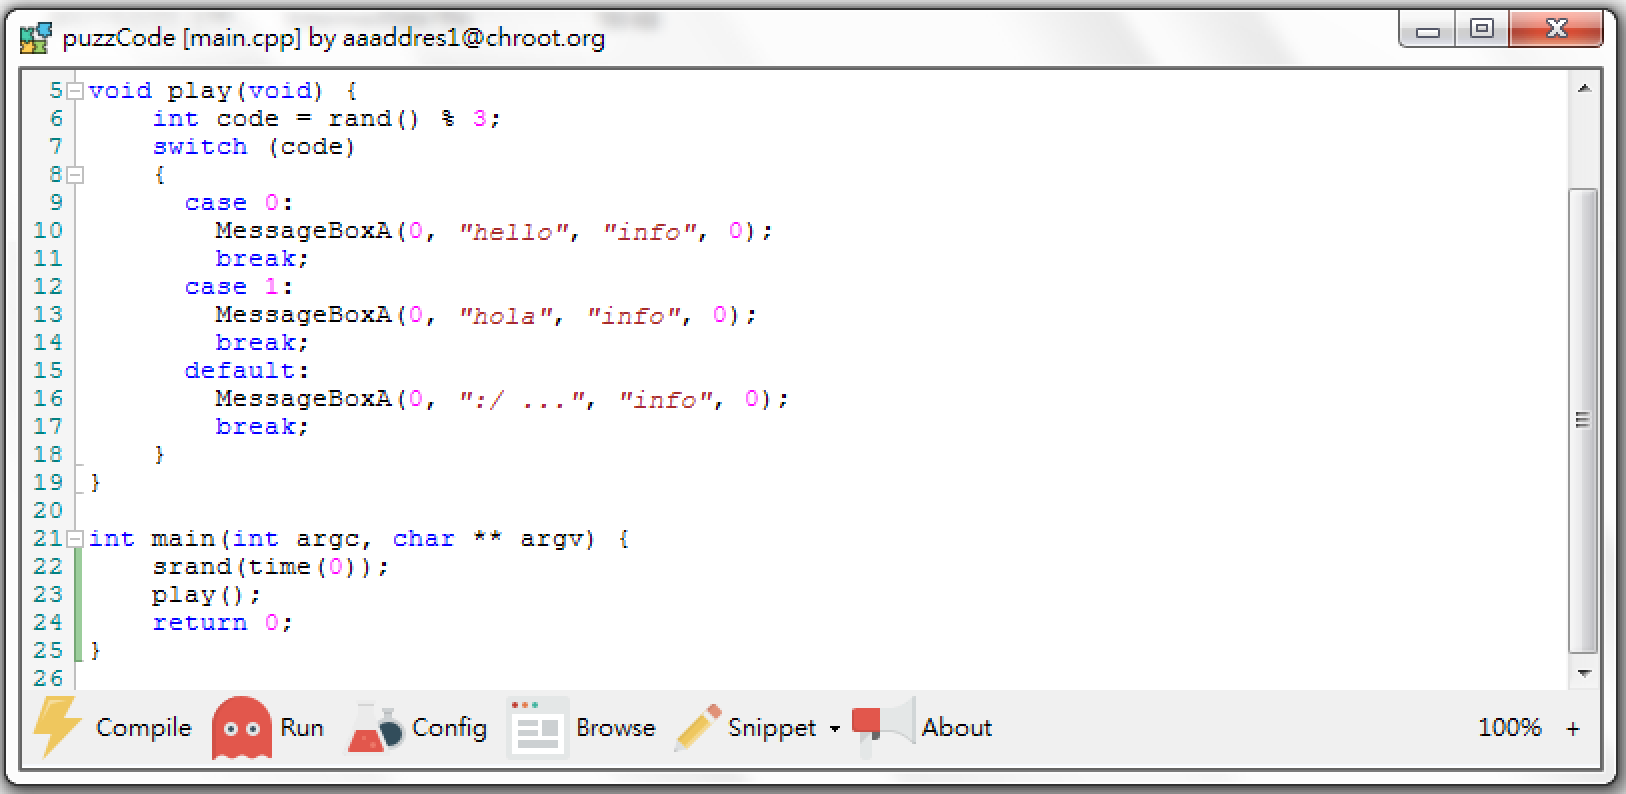 puzzCode [main.cpp] by aaaddres1@chroot.org
5 void play(void) {
6 int code = rand() % 3;
7 switch (code)
8 {
9 case 0:
10 MessageBoxA(0, "hello", "info", 0);
11 break;
12 case 1:
13 MessageBoxA(0, "hola", "info", 0);
14 break;
15 default:
16 MessageBoxA(0, ":/ ...", "info", 0);
17 break;
18 }
19 }
20
21 int main(int argc, char ** argv) {
22 srand(time(0));
23 play();
24 return 0;
25 }
26
Compile Run Config Browse Snippet About 100% +